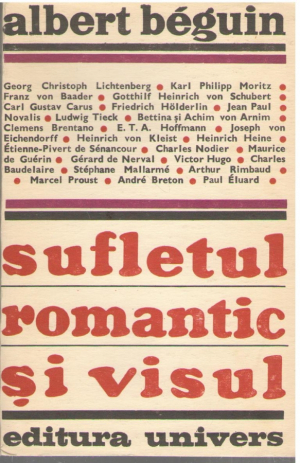 albert béguin
Georg Christoph Lichtenberg ● Karl Philipp Moritz ●
Franz von Baader ● Gotthilf Heinrich von Schubert ●
Carl Gustav Carus ● Friedrich Hölderlin ● Jean Paul
Novalis ● Ludwig Tieck ● Bettina și Achim von Arnim ●
Clemens Brentano ● E. T. A. Hoffmann ● Joseph von
Eichendorff ● Heinrich von Kleist ● Heinrich Heine ●
Étienne-Pivert de Sénancour ● Charles Nodier ● Maurice
de Guérin ● Gérard de Nerval ● Victor Hugo ● Charles
Baudelaire ● Stéphane Mallarmé ● Arthur Rimbaud ●
● Marcel Proust ● André Breton ● Paul Éluard ●
sufletul
romantic
și visul
editura univers